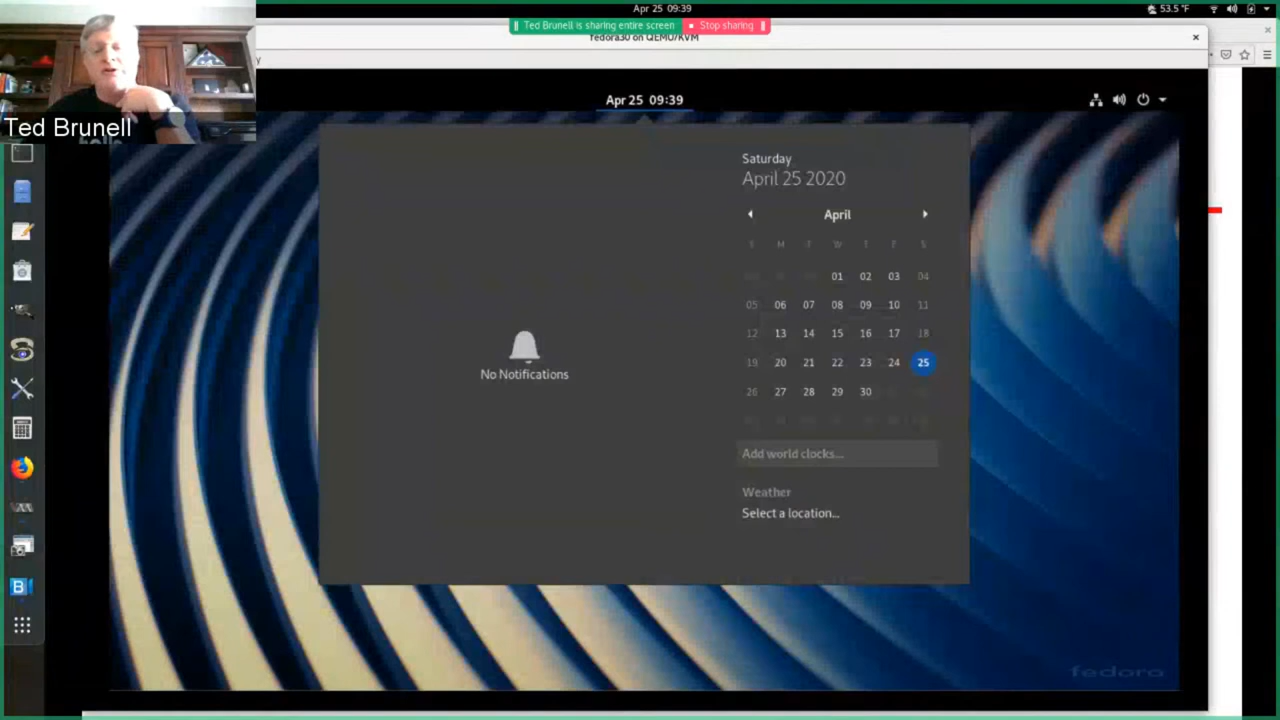 Apr 25 09:39
53.5 °F
Ted Brunell is sharing entire screen
Stop sharing
fedora30 on QEMU/KVM
Ted Brunell
Apr 25 09:39
Saturday
April 25 2020
April
S M T W T F S
01 02 03 04
05 06 07 08 09 10 11
12 13 14 15 16 17 18
19 20 21 22 23 24 25
26 27 28 29 30
No Notifications
Add world clocks...
Weather
Select a location...
B
fedora